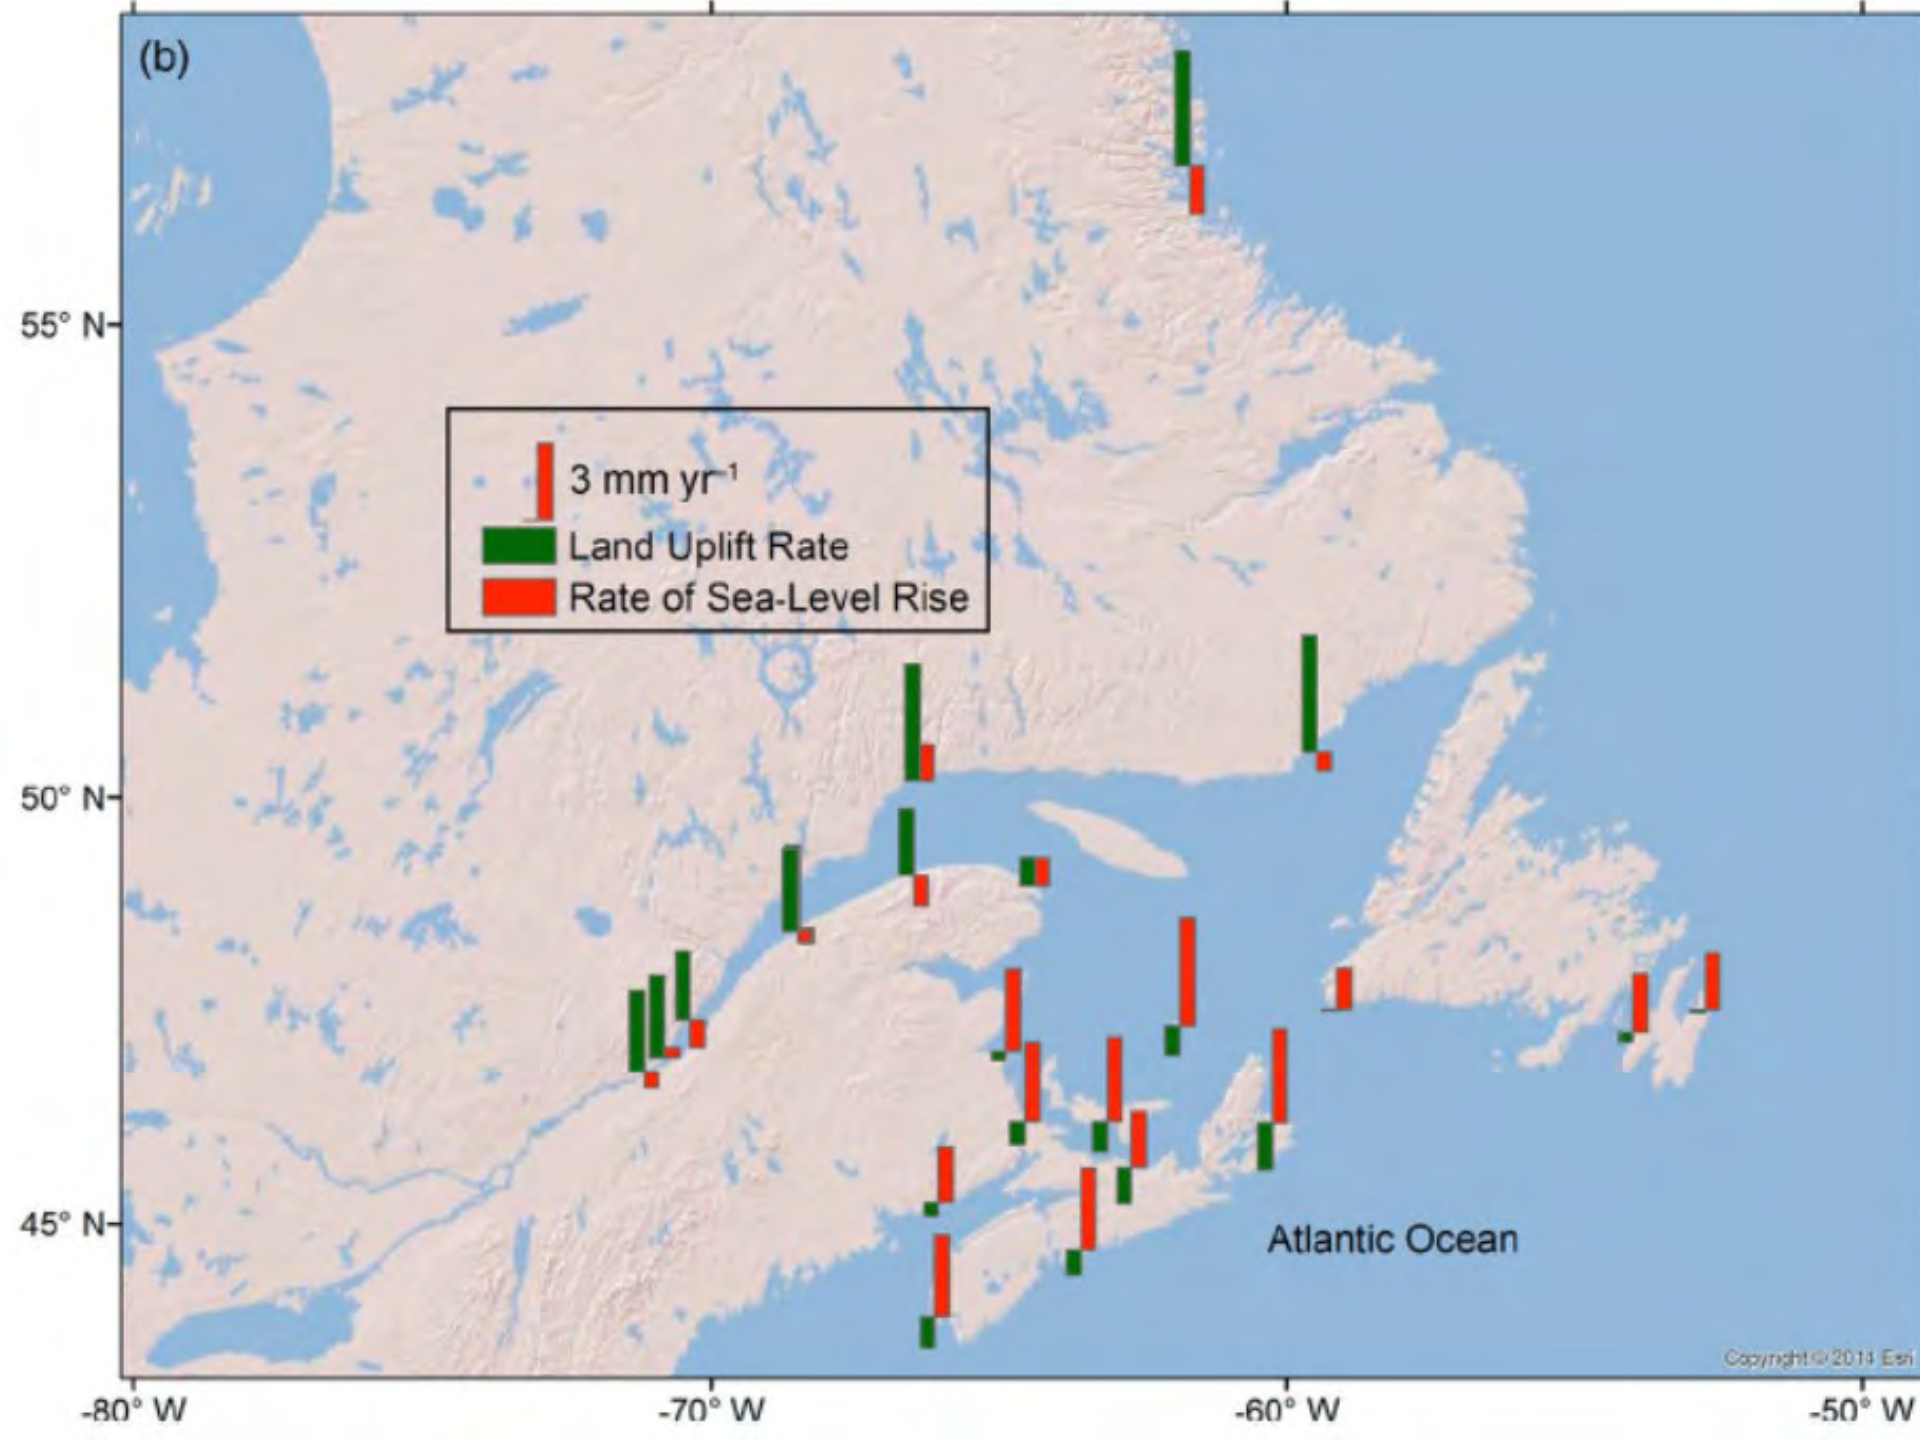 (b)
55° N
3 mm yr⁻¹
Land Uplift Rate
Rate of Sea-Level Rise
50° N
45° N
Atlantic Ocean
Copyright © 2014 Esri
-80° W
-70° W
-60° W
-50° W